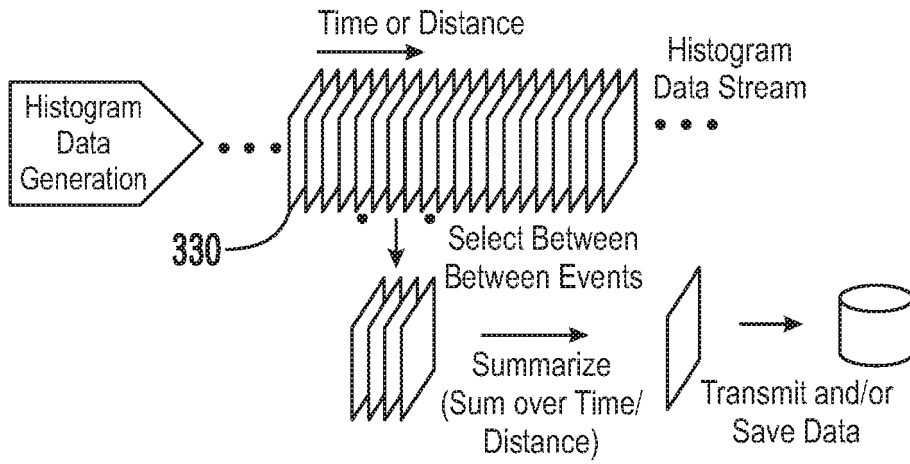 Time or Distance
Histogram
Data Stream
Histogram
Data
Generation
330
Select Between
Between Events
Summarize
(Sum over Time/
Distance)
Transmit and/or
Save Data